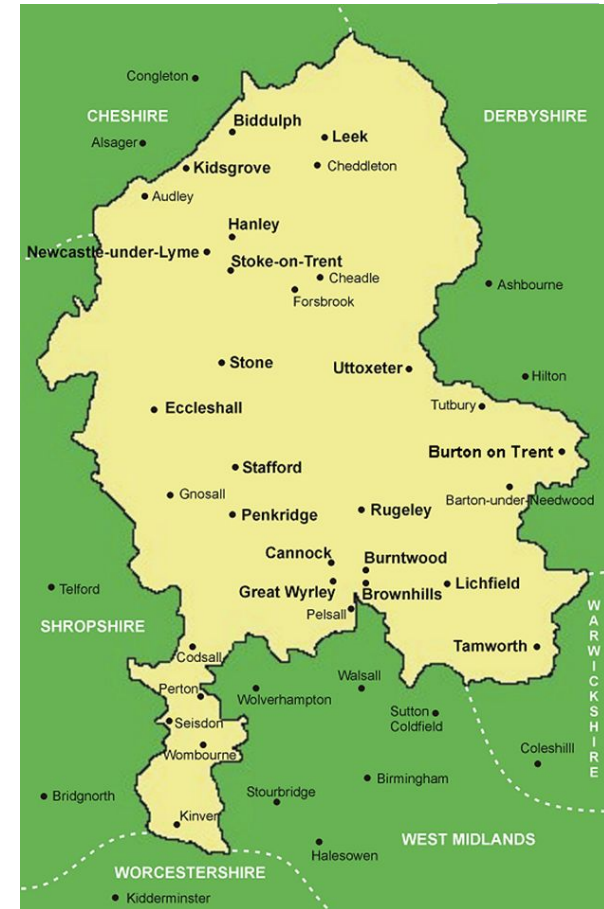 Congleton
CHESHIRE
Biddulph
DERBYSHIRE
Alsager
Leek
Kidsgrove
Cheddleton
Audley
Hanley
Newcastle-under-Lyme
Stoke-on-Trent
Cheadle
Ashbourne
Forsbrook
Stone
Uttoxeter
Hilton
Eccleshall
Tutbury
Burton on Trent
Stafford
Gnosall
Barton-under-Needwood
Penkridge
Rugeley
Cannock
Burntwood
Telford
Great Wyrley
Brownhills
Lichfield
Pelsall
SHROPSHIRE
WARWICKSHIRE
Codsall
Tamworth
Perton
Wolverhampton
Walsall
Seisdon
Sutton
Coldfield
Wombourne
Coleshilll
Bridgnorth
Stourbridge
Birmingham
Kinver
Halesowen
WEST MIDLANDS
WORCESTERSHIRE
Kidderminster